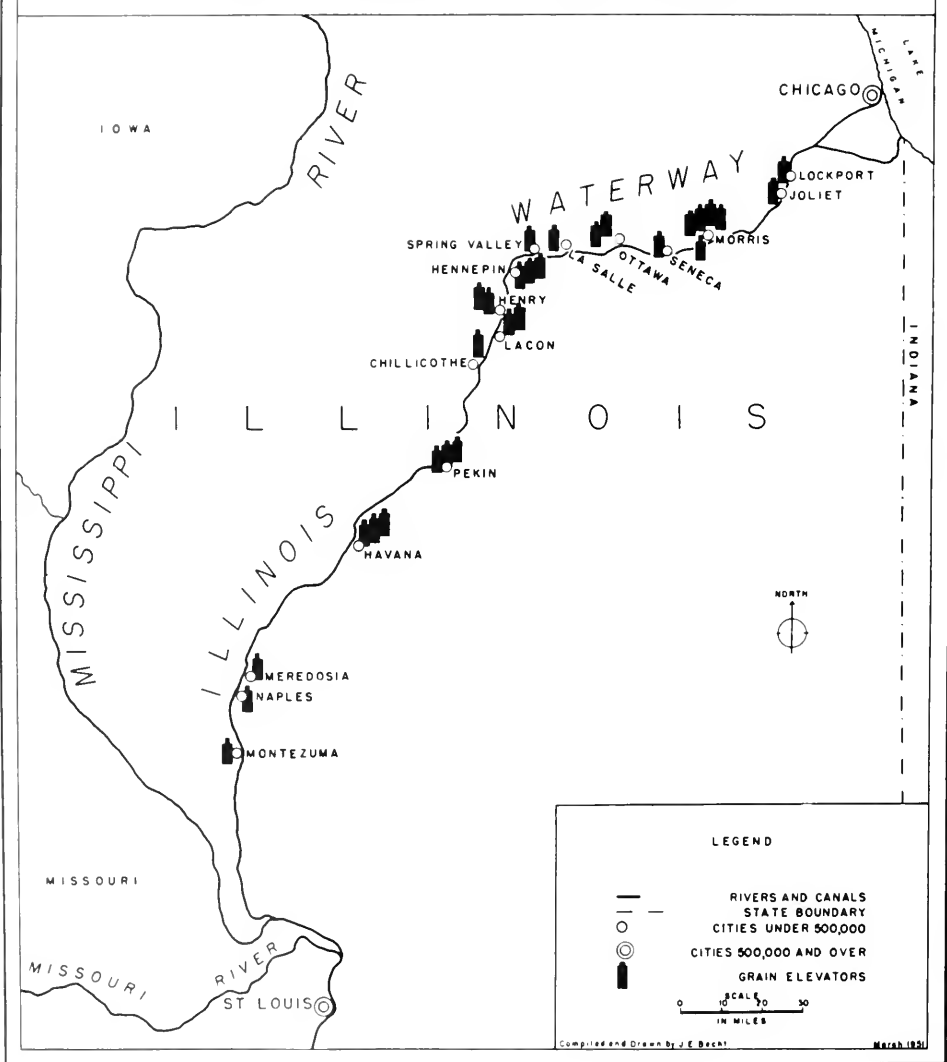 LAKE
MICHIGAN
CHICAGO
IOWA
RIVER
LOCKPORT
JOLIET
WATERWAY
MORRIS
SPRING VALLEY
LA SALLE
OTTAWA
SENECA
HENNEPIN
HENRY
LACON
CHILLICOTHE
INDIANA
ILLINOIS
MISSISSIPPI
PEKIN
ILLINOIS
HAVANA
NORTH
MEREDOSIA
NAPLES
MONTEZUMA
MISSOURI
MISSOURI
RIVER
ST LOUIS
LEGEND
RIVERS AND CANALS
STATE BOUNDARY
CITIES UNDER 500,000
CITIES 500,000 AND OVER
GRAIN ELEVATORS
SCALE
0 10 20 30
IN MILES
Compiled and Drawn by J E Becht
March 1951